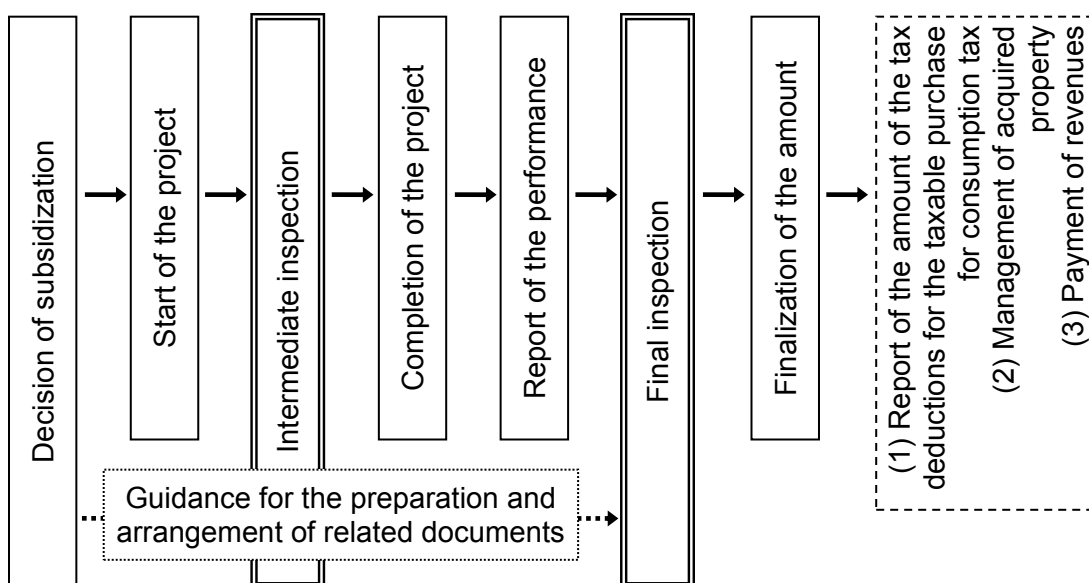 Decision of subsidization
Start of the project
Intermediate inspection
Completion of the project
Report of the performance
Final inspection
Finalization of the amount
(1) Report of the amount of the tax
deductions for the taxable purchase
for consumption tax
(2) Management of acquired
property
(3) Payment of revenues
Guidance for the preparation and
arrangement of related documents